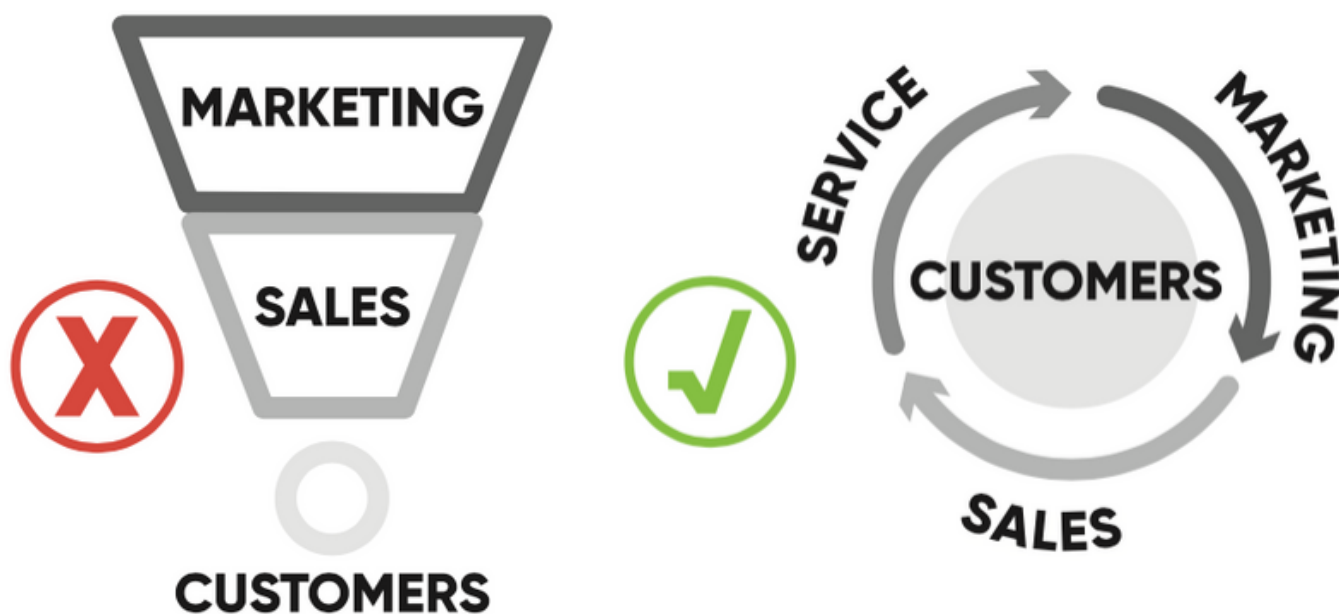 MARKETING
SALES
X
CUSTOMERS
SERVICE
MARKETING
CUSTOMERS
SALES